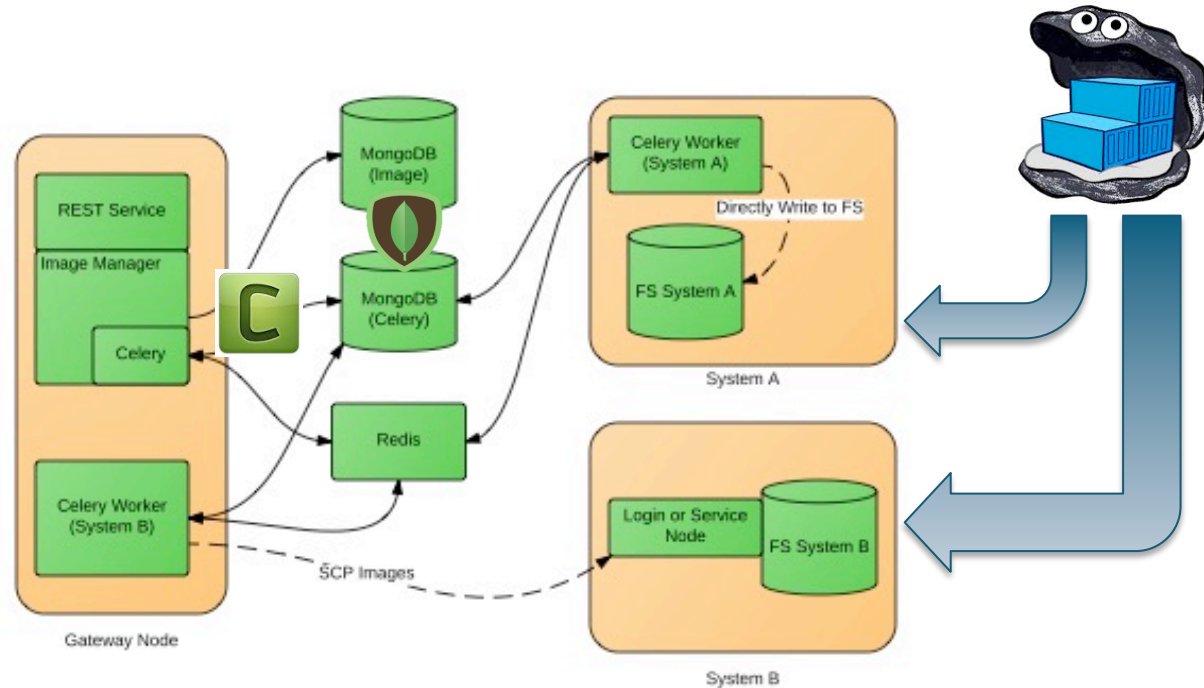 REST Service
Image Manager
Celery
Celery Worker
(System B)
Gateway Node
C
MongoDB
(Image)
MongoDB
(Celery)
Redis
SCP Images
Celery Worker
(System A)
Directly Write to FS
FS System A
System A
Login or Service
Node
FS System B
System B